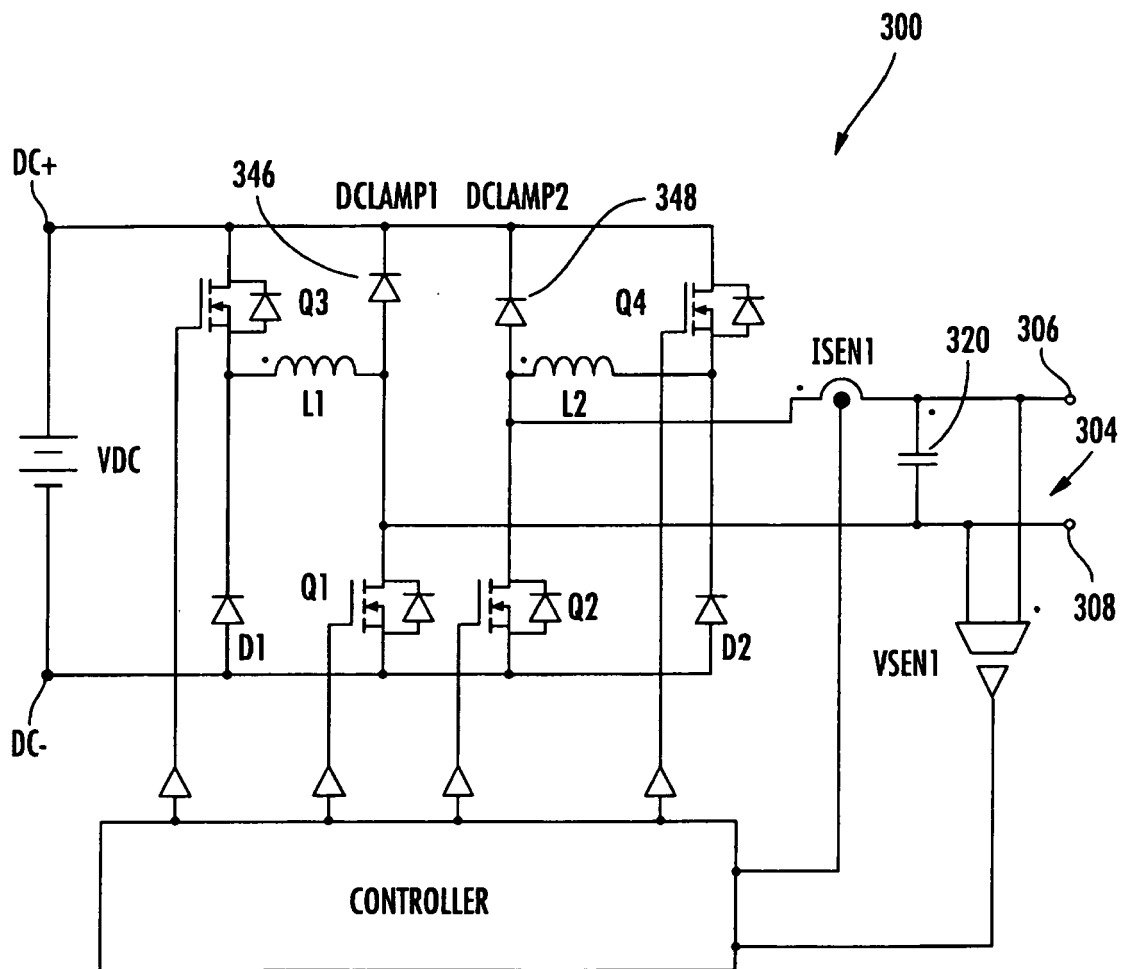 300
DC+
346
DCLAMP1
DCLAMP2
348
Q3
Q4
ISEN1
320
306
L1
L2
304
VDC
Q1
Q2
308
D1
D2
VSEN1
DC-
CONTROLLER